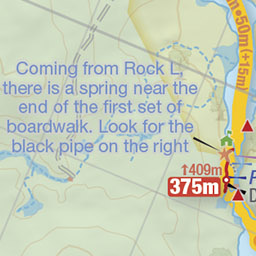 •50m(+15m)
Coming from Rock L,
there is a spring near the
end of the first set of
boardwalk. Look for the
black pipe on the right
↑409m
375m